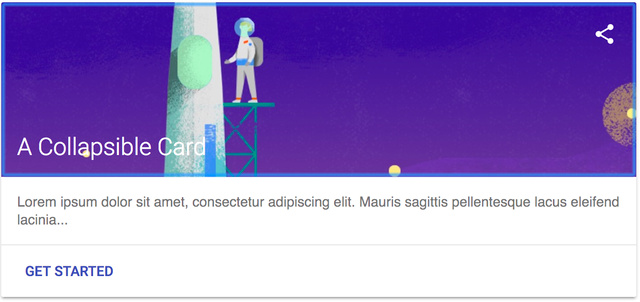 A Collapsible Card
Lorem ipsum dolor sit amet, consectetur adipiscing elit. Mauris sagittis pellentesque lacus eleifend
lacinia...
GET STARTED